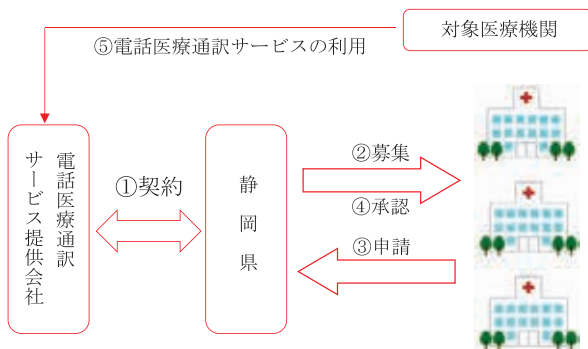 対象医療機関
⑤電話医療通訳サービスの利用
電話医療通訳
サービス提供会社
①契約
静岡県
②募集
④承認
③申請